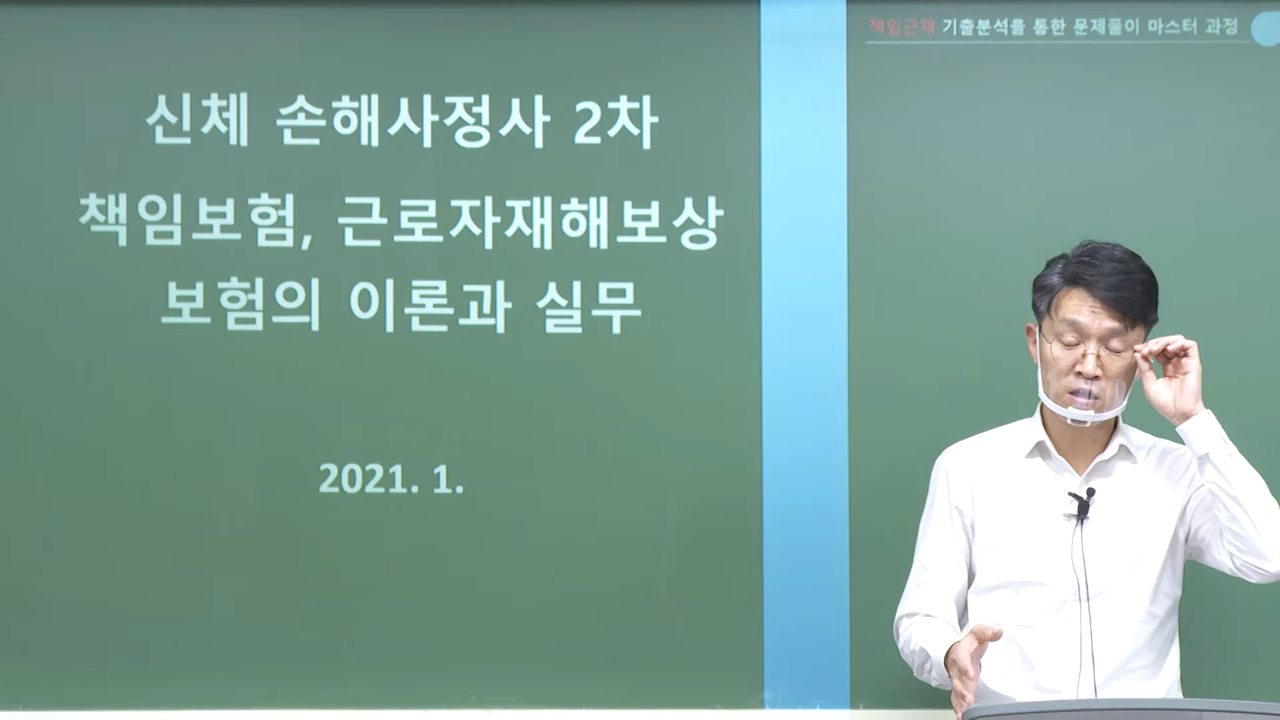 책임근재 기출분석을 통한 문제풀이 마스터 과정
신체 손해사정사 2차
책임보험, 근로자재해보상
보험의 이론과 실무
2021. 1.